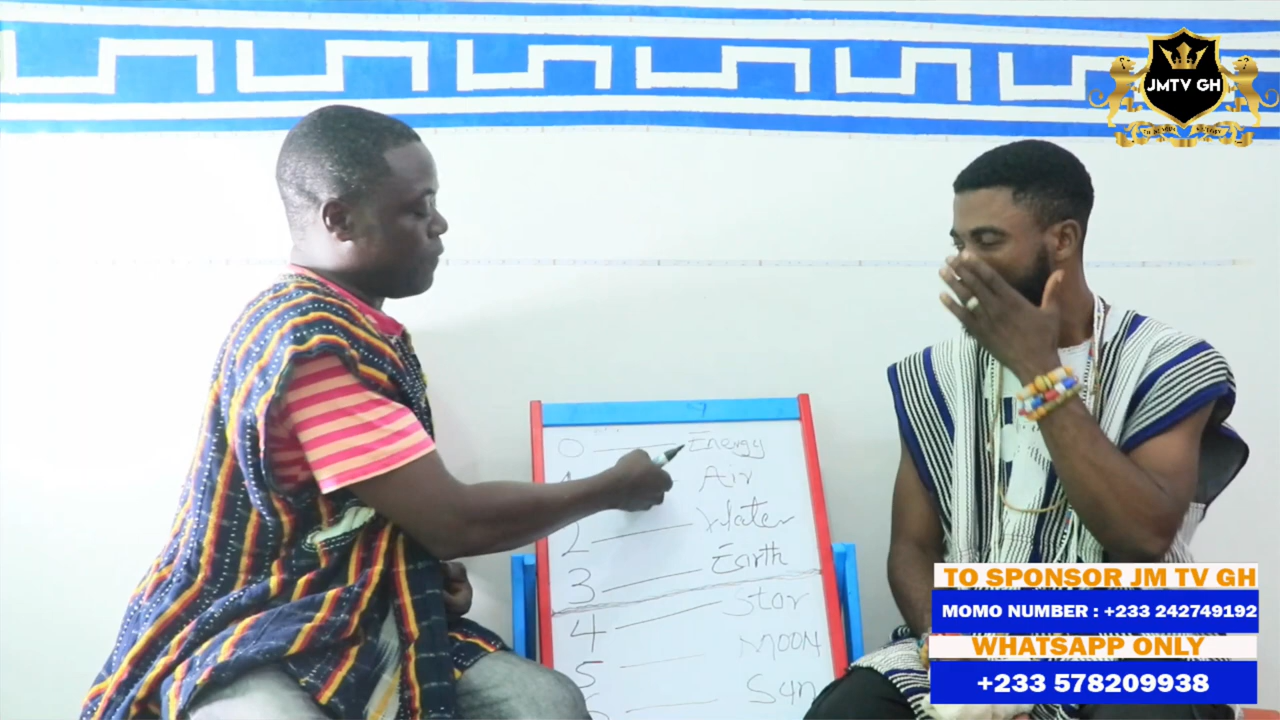 JMTV GH
0 Energy
Air
2 Water
3 Earth
4 Star
5 MOON
Sun
TO SPONSOR JM TV GH
MOMO NUMBER : +233 242749192
WHATSAPP ONLY
+233 578209938